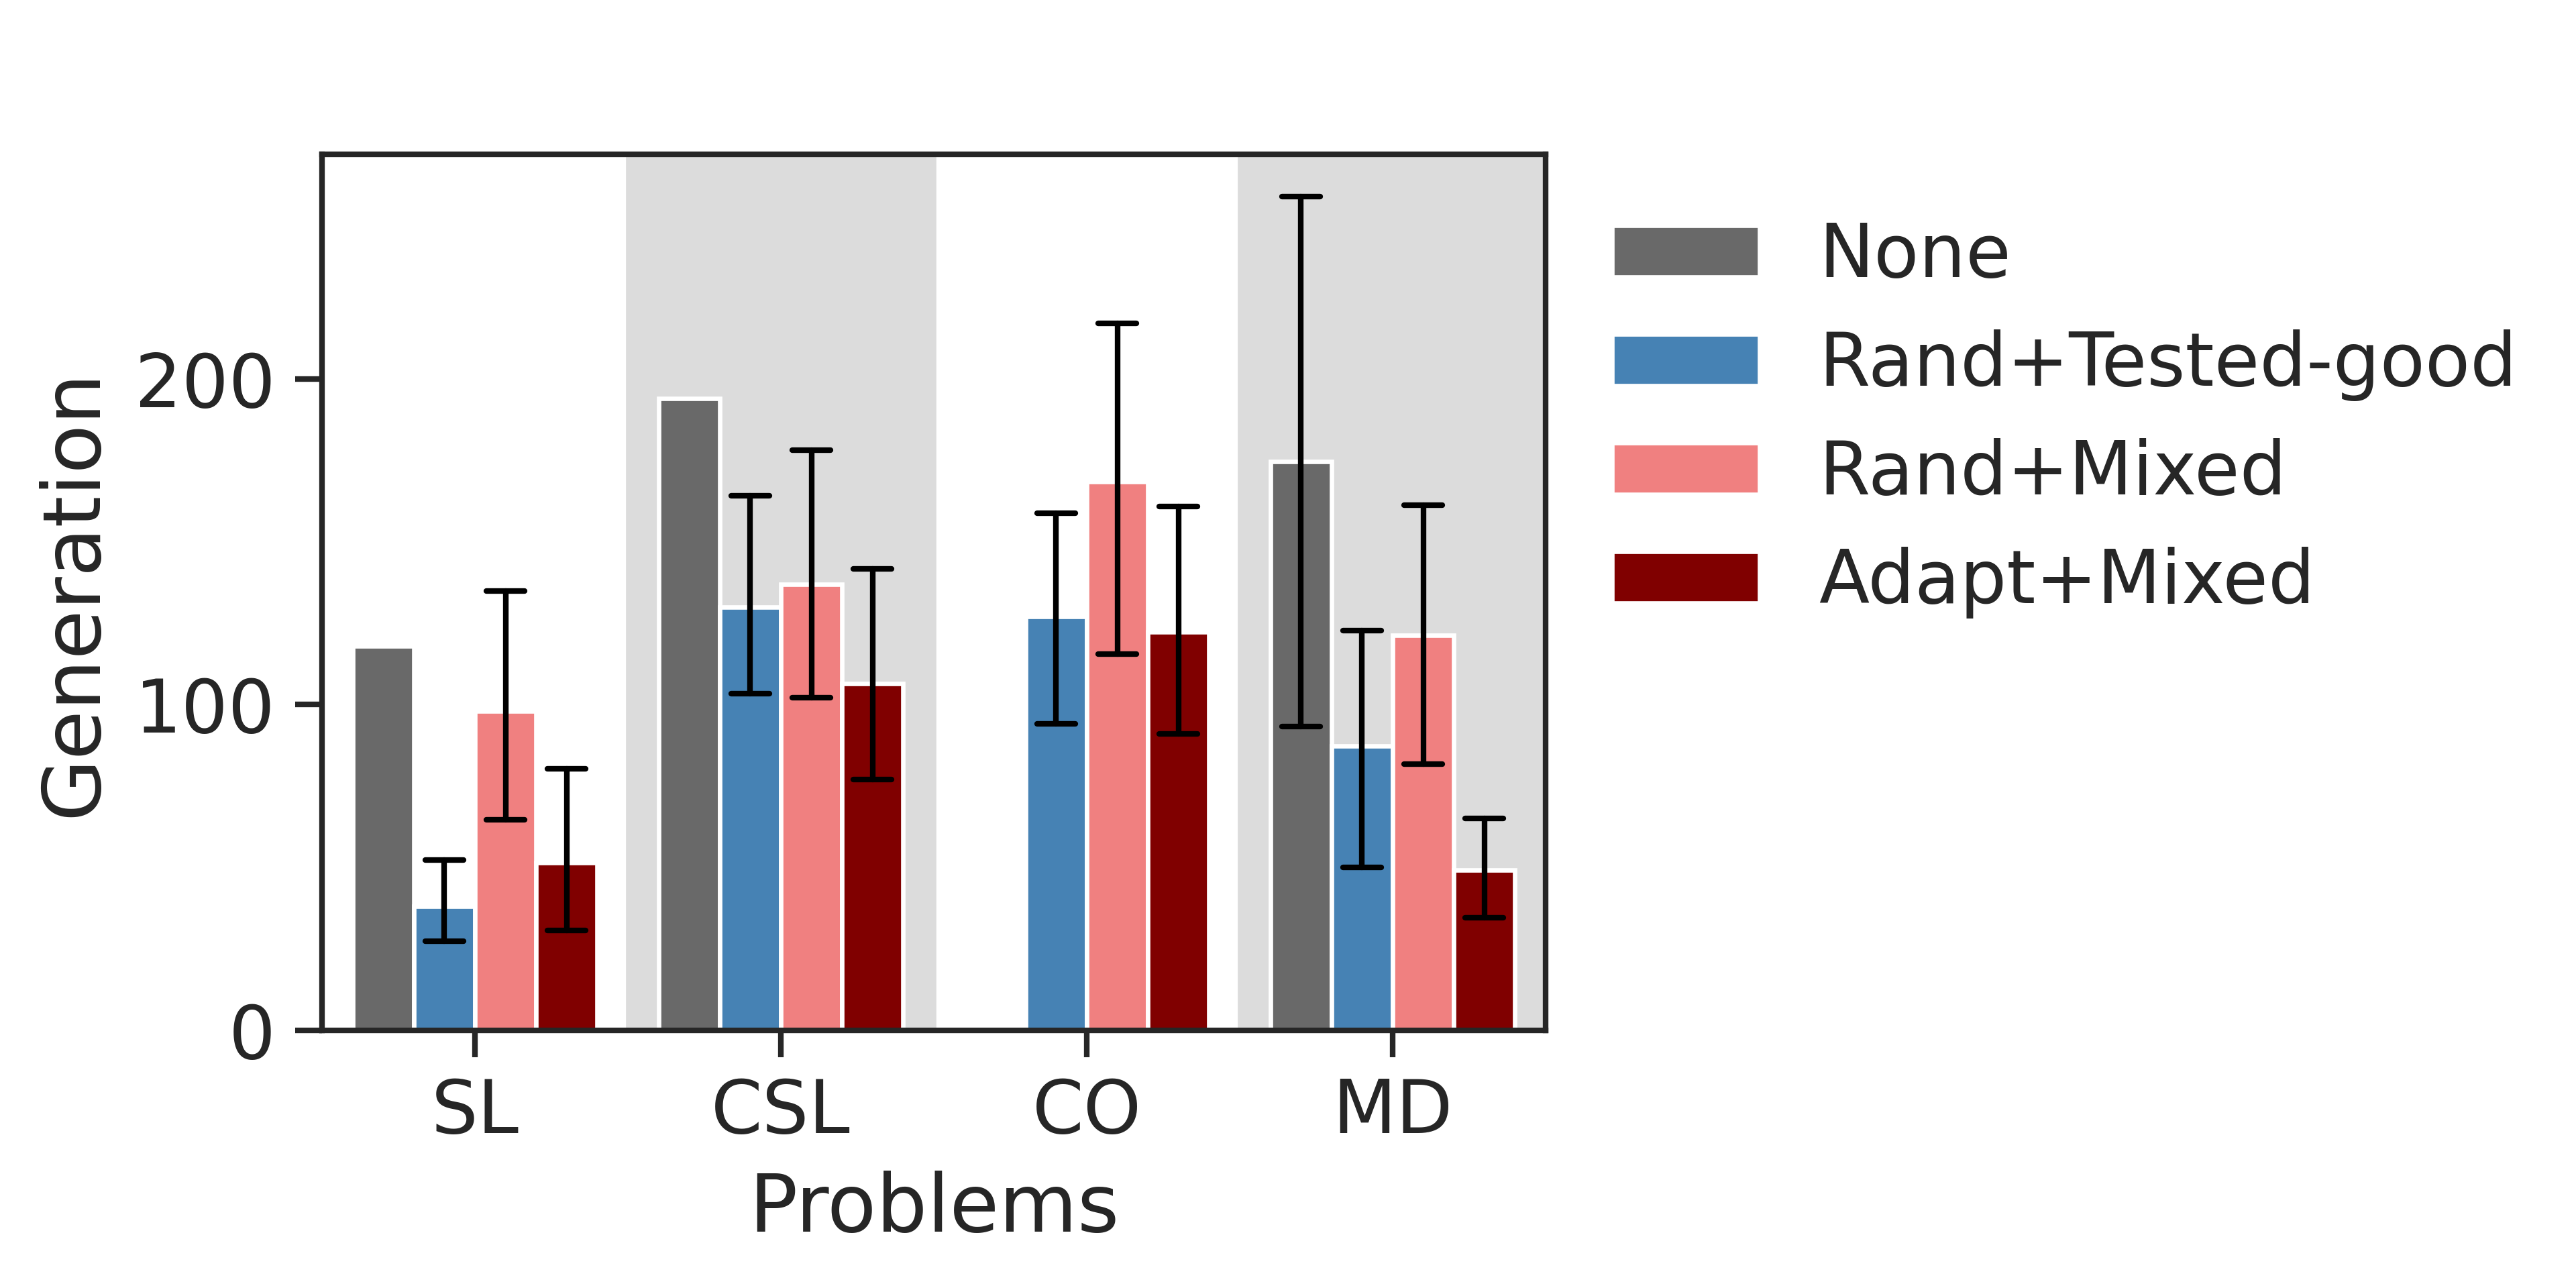 Generation
200
100
0
SL CSL CO MD
Problems
None
Rand+Tested-good
Rand+Mixed
Adapt+Mixed